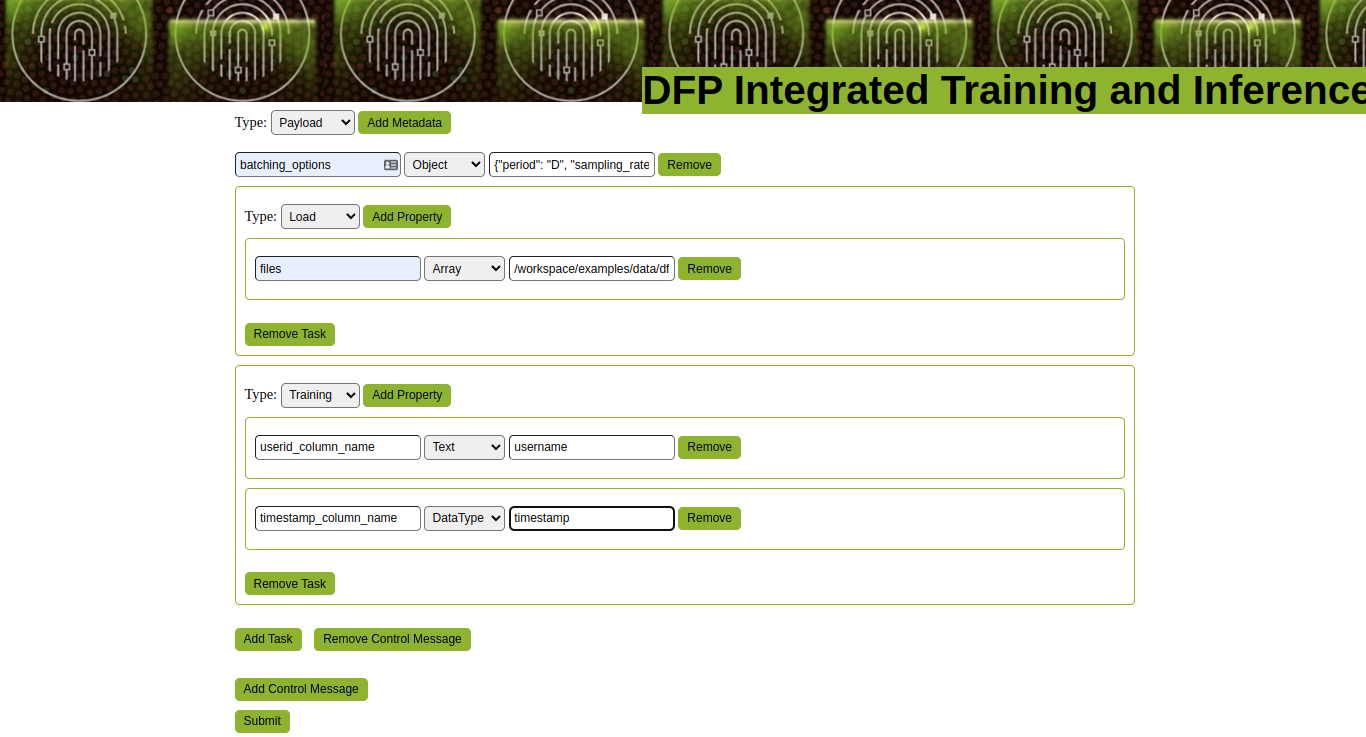 DFP Integrated Training and Inference
Type: Payload Add Metadata
batching_options Object {"period": "D", "sampling_rate Remove
Type: Load Add Property
files Array /workspace/examples/data/df Remove
Remove Task
Type: Training Add Property
userid_column_name Text username Remove
timestamp_column_name DataType timestamp Remove
Remove Task
Add Task Remove Control Message
Add Control Message
Submit